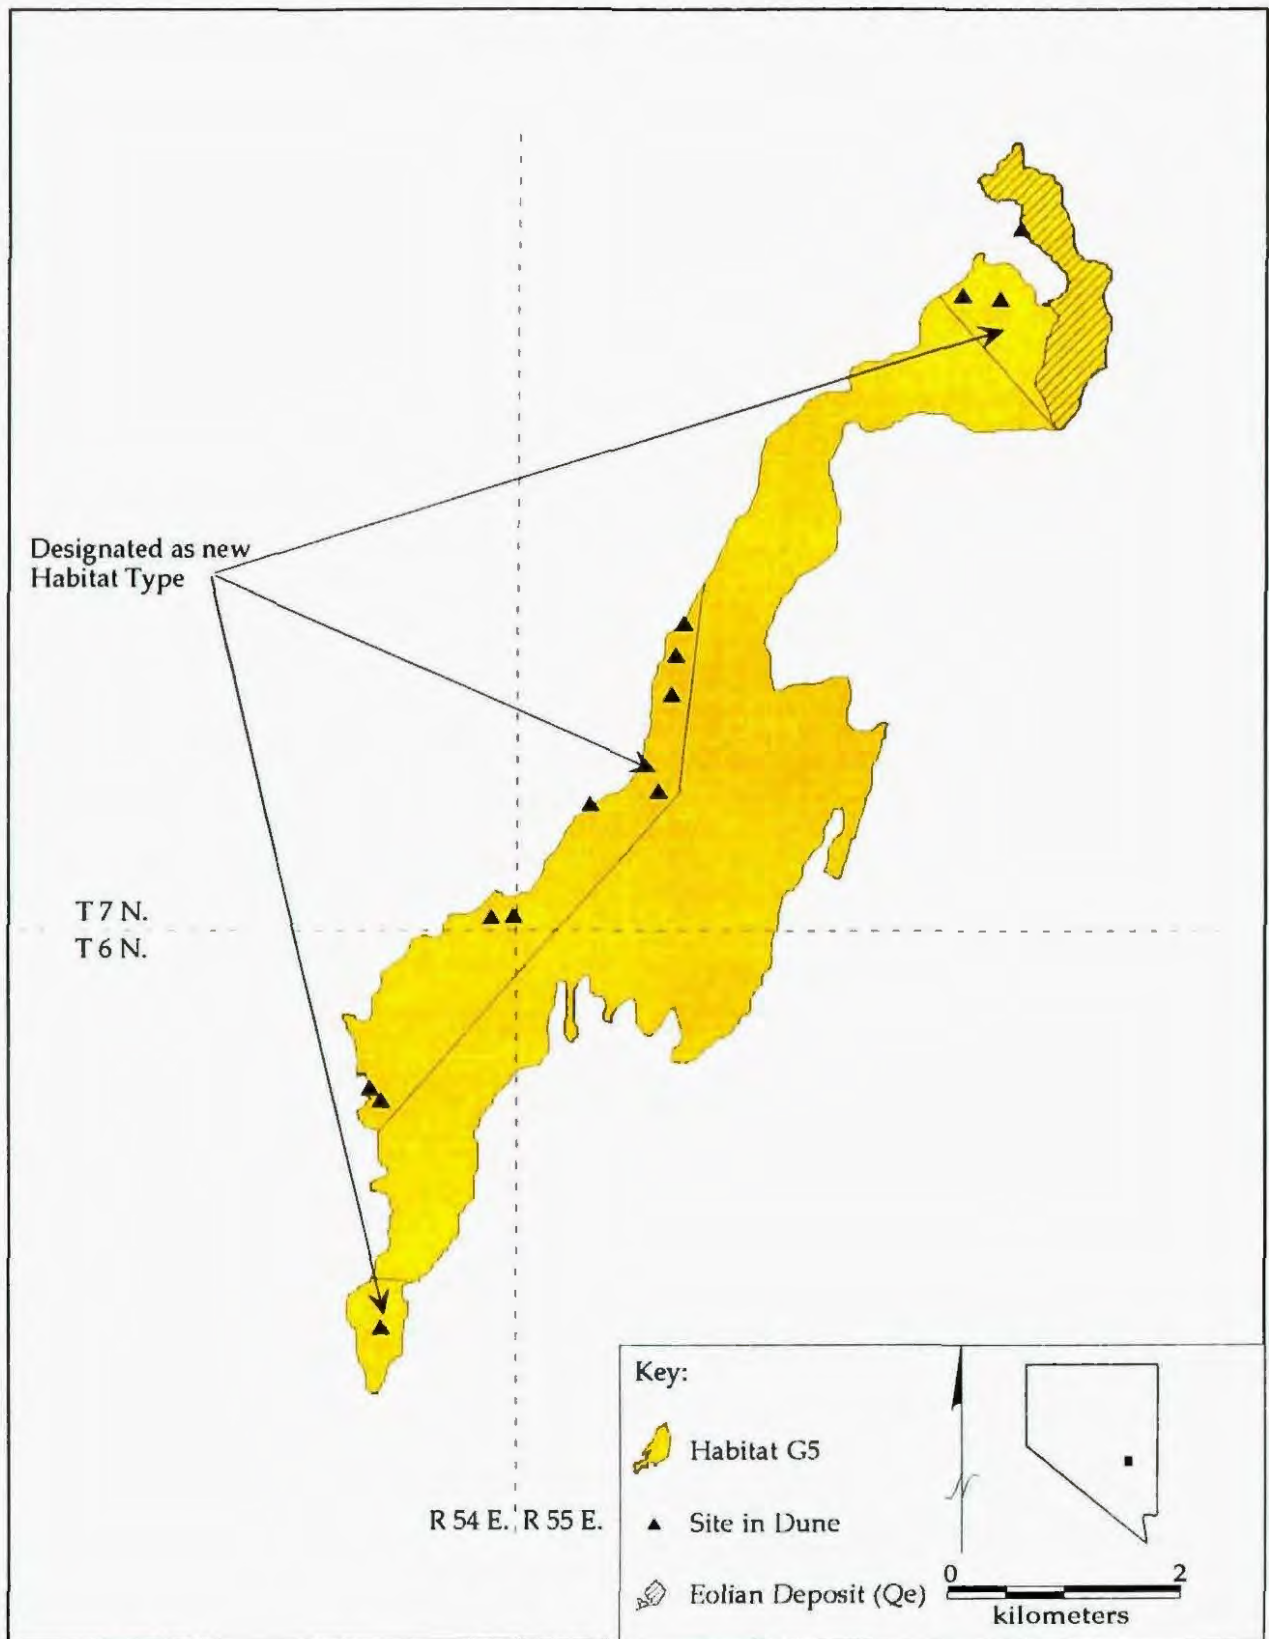 Designated as new
Habitat Type
T 7 N.
T 6 N.
R 54 E. R 55 E.
Key:
Habitat G5
Site in Dune
Eolian Deposit (Qe)
0 2
kilometers